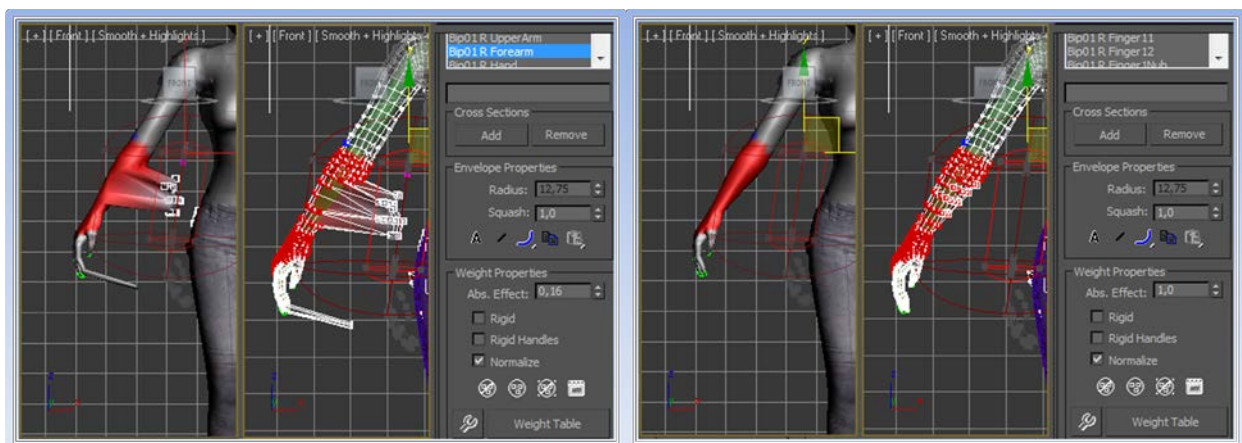 [ + ] [ Front ] [ Smooth + Highlights ]
FRONT
[ + ] [ Front ] [ Smooth + Highlights
FRONT
Bip01 R UpperArm
Bip01 R Forearm
Bip01 R Hand
Cross Sections
Add Remove
Envelope Properties
Radius: 12,75
Squash: 1,0
A
Weight Properties
Abs. Effect: 0,16
Rigid
Rigid Handles
Normalize
Weight Table
[ + ] [ Front ] [ Smooth + Highlights ]
FRONT
[ + ] [ Front ] [ Smooth + Highlights
FRONT
Bip01 R Finger11
Bip01 R Finger12
Bip01 R Finger1Nub
Cross Sections
Add Remove
Envelope Properties
Radius: 12,75
Squash: 1,0
A
Weight Properties
Abs. Effect: 1,0
Rigid
Rigid Handles
Normalize
Weight Table